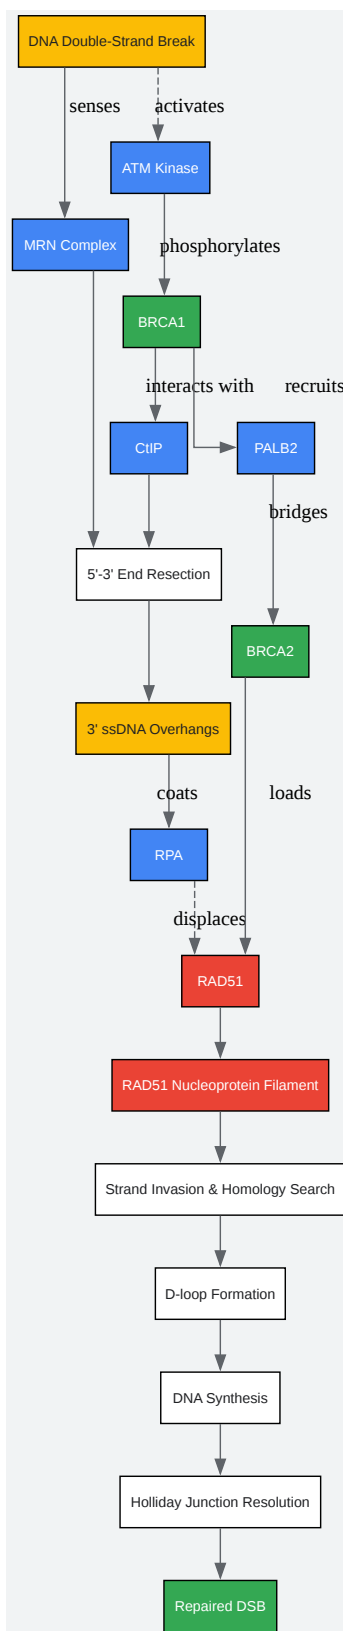 DNA Double-Strand Break
senses
activates
ATM Kinase
MRN Complex
phosphorylates
BRCA1
interacts with
recruits
CtIP
PALB2
bridges
5'-3' End Resection
BRCA2
3' ssDNA Overhangs
coats
loads
RPA
displaces
RAD51
RAD51 Nucleoprotein Filament
Strand Invasion & Homology Search
D-loop Formation
DNA Synthesis
Holliday Junction Resolution
Repaired DSB